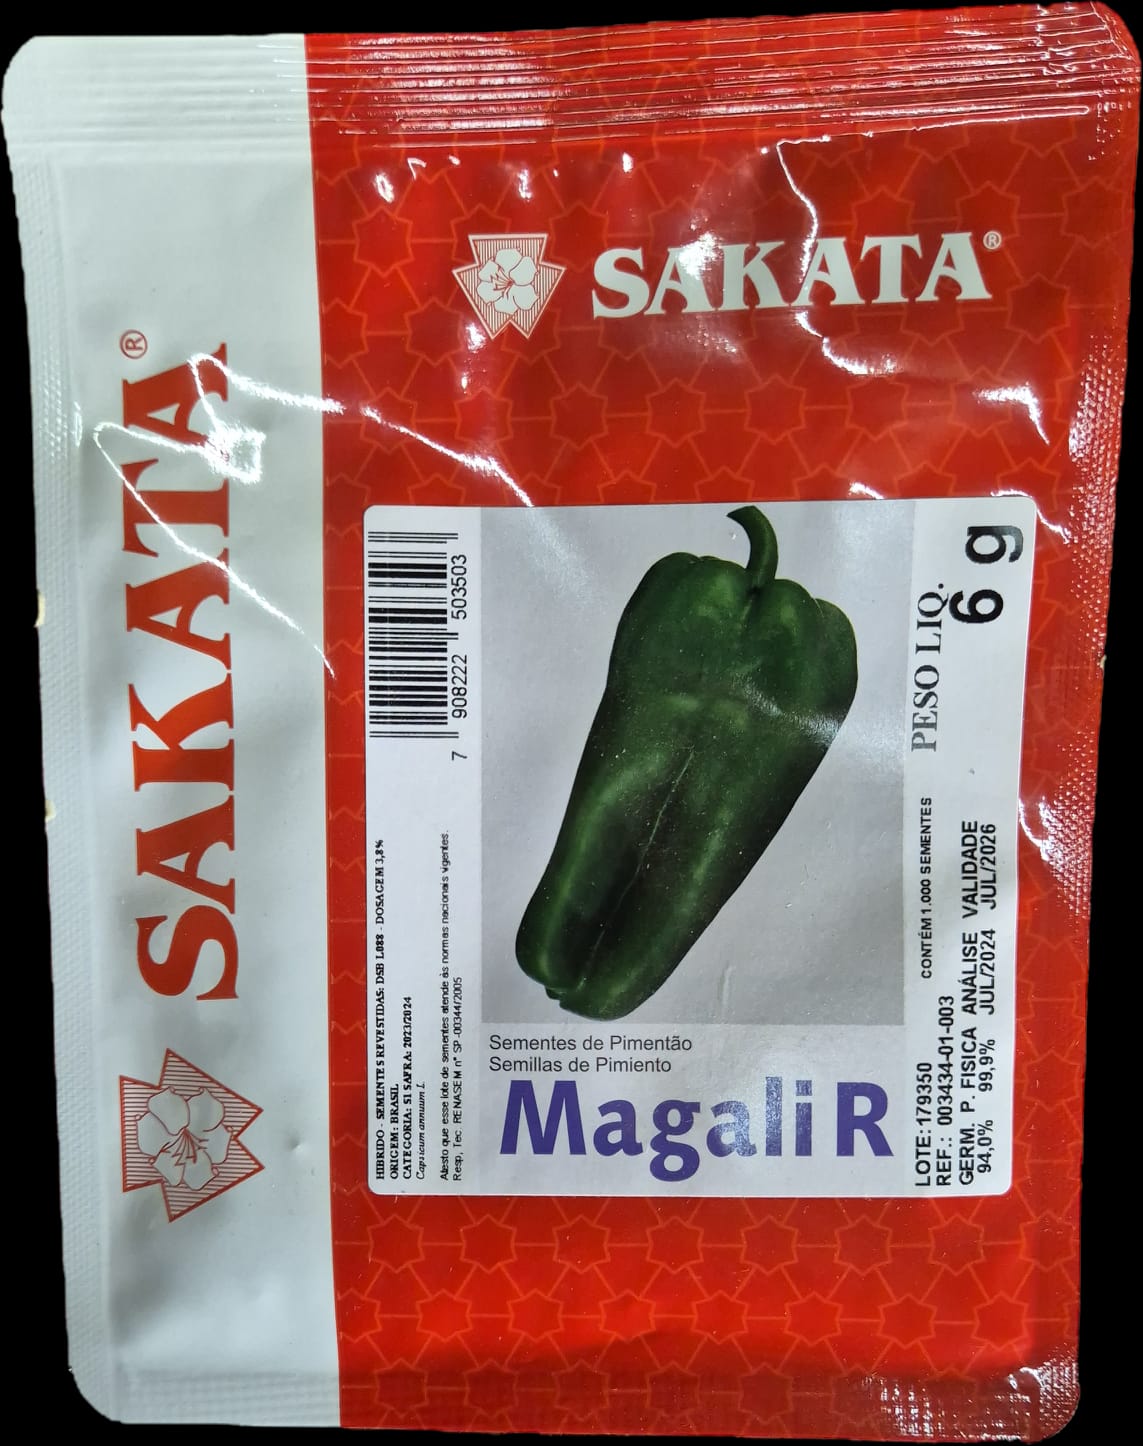 SAKATA®
SAKATA®
7 908222 503503
HIBRIDO - SEMENTES REVESTIDAS: DSB L088 - DOSAGEM 3,8%
ORIGEM: BRASIL
CATEGORIA: S1 SAFRA: 2023/2024
Capsicum annuum L
Atesto que esse lote de sementes atende às normas nacionais vigentes.
Resp, Tec RENASEM n° SP-00344/2005
Sementes de Pimentão
Semillas de Pimiento
Magali R
PESO LIQ.
6 g
CONTÉM 1.000 SEMENTES
LOTE:179350
REF.: 003434-01-003
GERM. P. FISICA ANÁLISE VALIDADE
94,0% 99,9% JUL/2024 JUL/2026